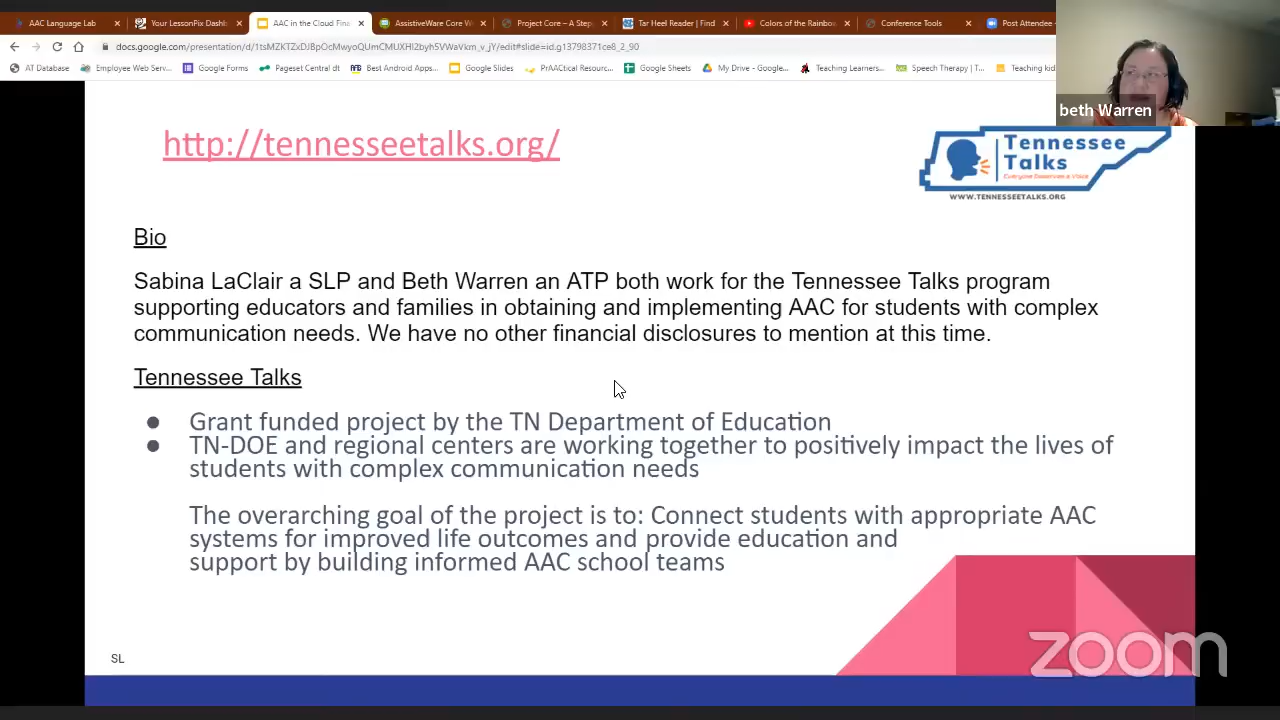 AAC Language Lab
Your LessonPix Dashb
AAC in the Cloud Fina
AssistiveWare Core W
Project Core – A Step
Tar Heel Reader | Find
Colors of the Rainbow
Conference Tools
Post Attendee -
docs.google.com/presentation/d/1tsMZKTZxDJBpOcMwyoQUmCMUXHl2byh5VWaVkm_v_jY/edit#slide=id.g13798371ce8_2_90
AT Database
Employee Web Serv...
Google Forms
Pageset Central dt
Best Android Apps...
Google Slides
PrAACtical Resourc...
Google Sheets
My Drive - Google...
Teaching Learners...
Speech Therapy | T...
Teaching kid
beth Warren
http://tennesseetalks.org/
Tennessee
Talks
Everyone Deserves a Voice
WWW.TENNESSEETALKS.ORG
Bio
Sabina LaClair a SLP and Beth Warren an ATP both work for the Tennessee Talks program
supporting educators and families in obtaining and implementing AAC for students with complex
communication needs. We have no other financial disclosures to mention at this time.
Tennessee Talks
● Grant funded project by the TN Department of Education
● TN-DOE and regional centers are working together to positively impact the lives of
students with complex communication needs
The overarching goal of the project is to: Connect students with appropriate AAC
systems for improved life outcomes and provide education and
support by building informed AAC school teams
SL
zoom